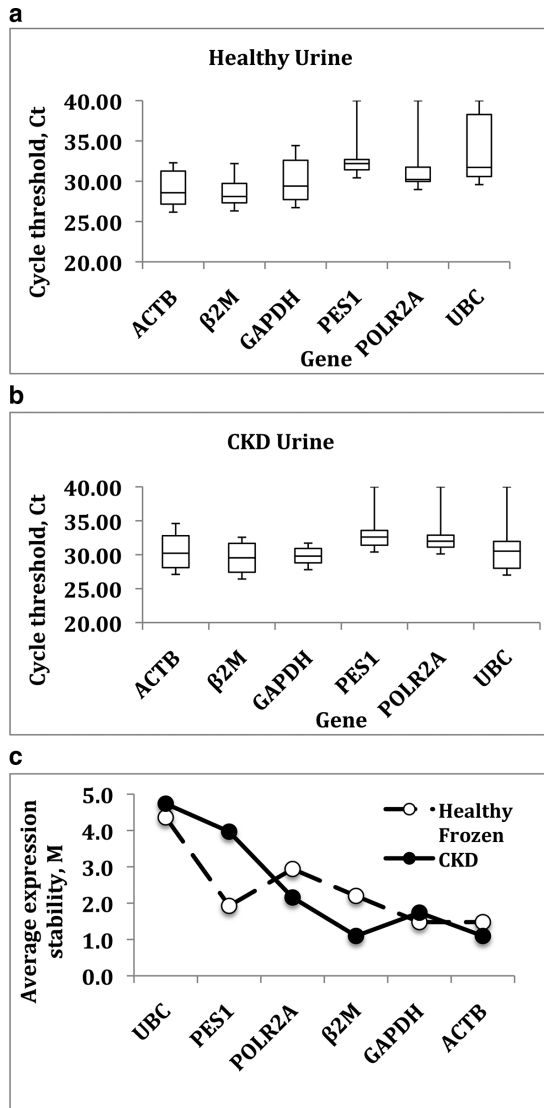 a
Healthy Urine
Cycle threshold, Ct
40.00
35.00
30.00
25.00
20.00
ACTB
β2M
GAPDH
PES1
POLR2A
UBC
Gene
b
CKD Urine
Cycle threshold, Ct
40.00
35.00
30.00
25.00
20.00
ACTB
β2M
GAPDH
PES1
POLR2A
UBC
Gene
c
Average expression
stability, M
5.0
4.0
3.0
2.0
1.0
0.0
Healthy
Frozen
CKD
UBC
PES1
POLR2A
β2M
GAPDH
ACTB